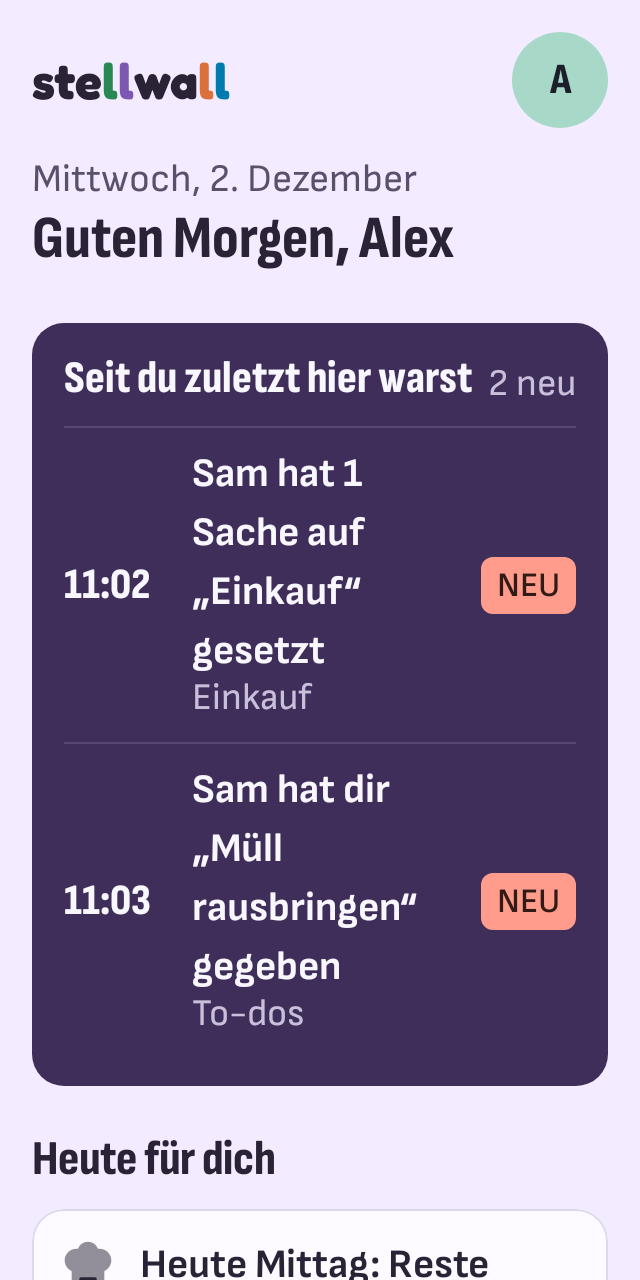 stellwall
A
Mittwoch, 2. Dezember
Guten Morgen, Alex
Seit du zuletzt hier warst 2 neu
11:02
Sam hat 1
Sache auf
„Einkauf“
gesetzt
Einkauf
NEU
11:03
Sam hat dir
„Müll
rausbringen“
gegeben
To-dos
NEU
Heute für dich
Heute Mittag: Reste